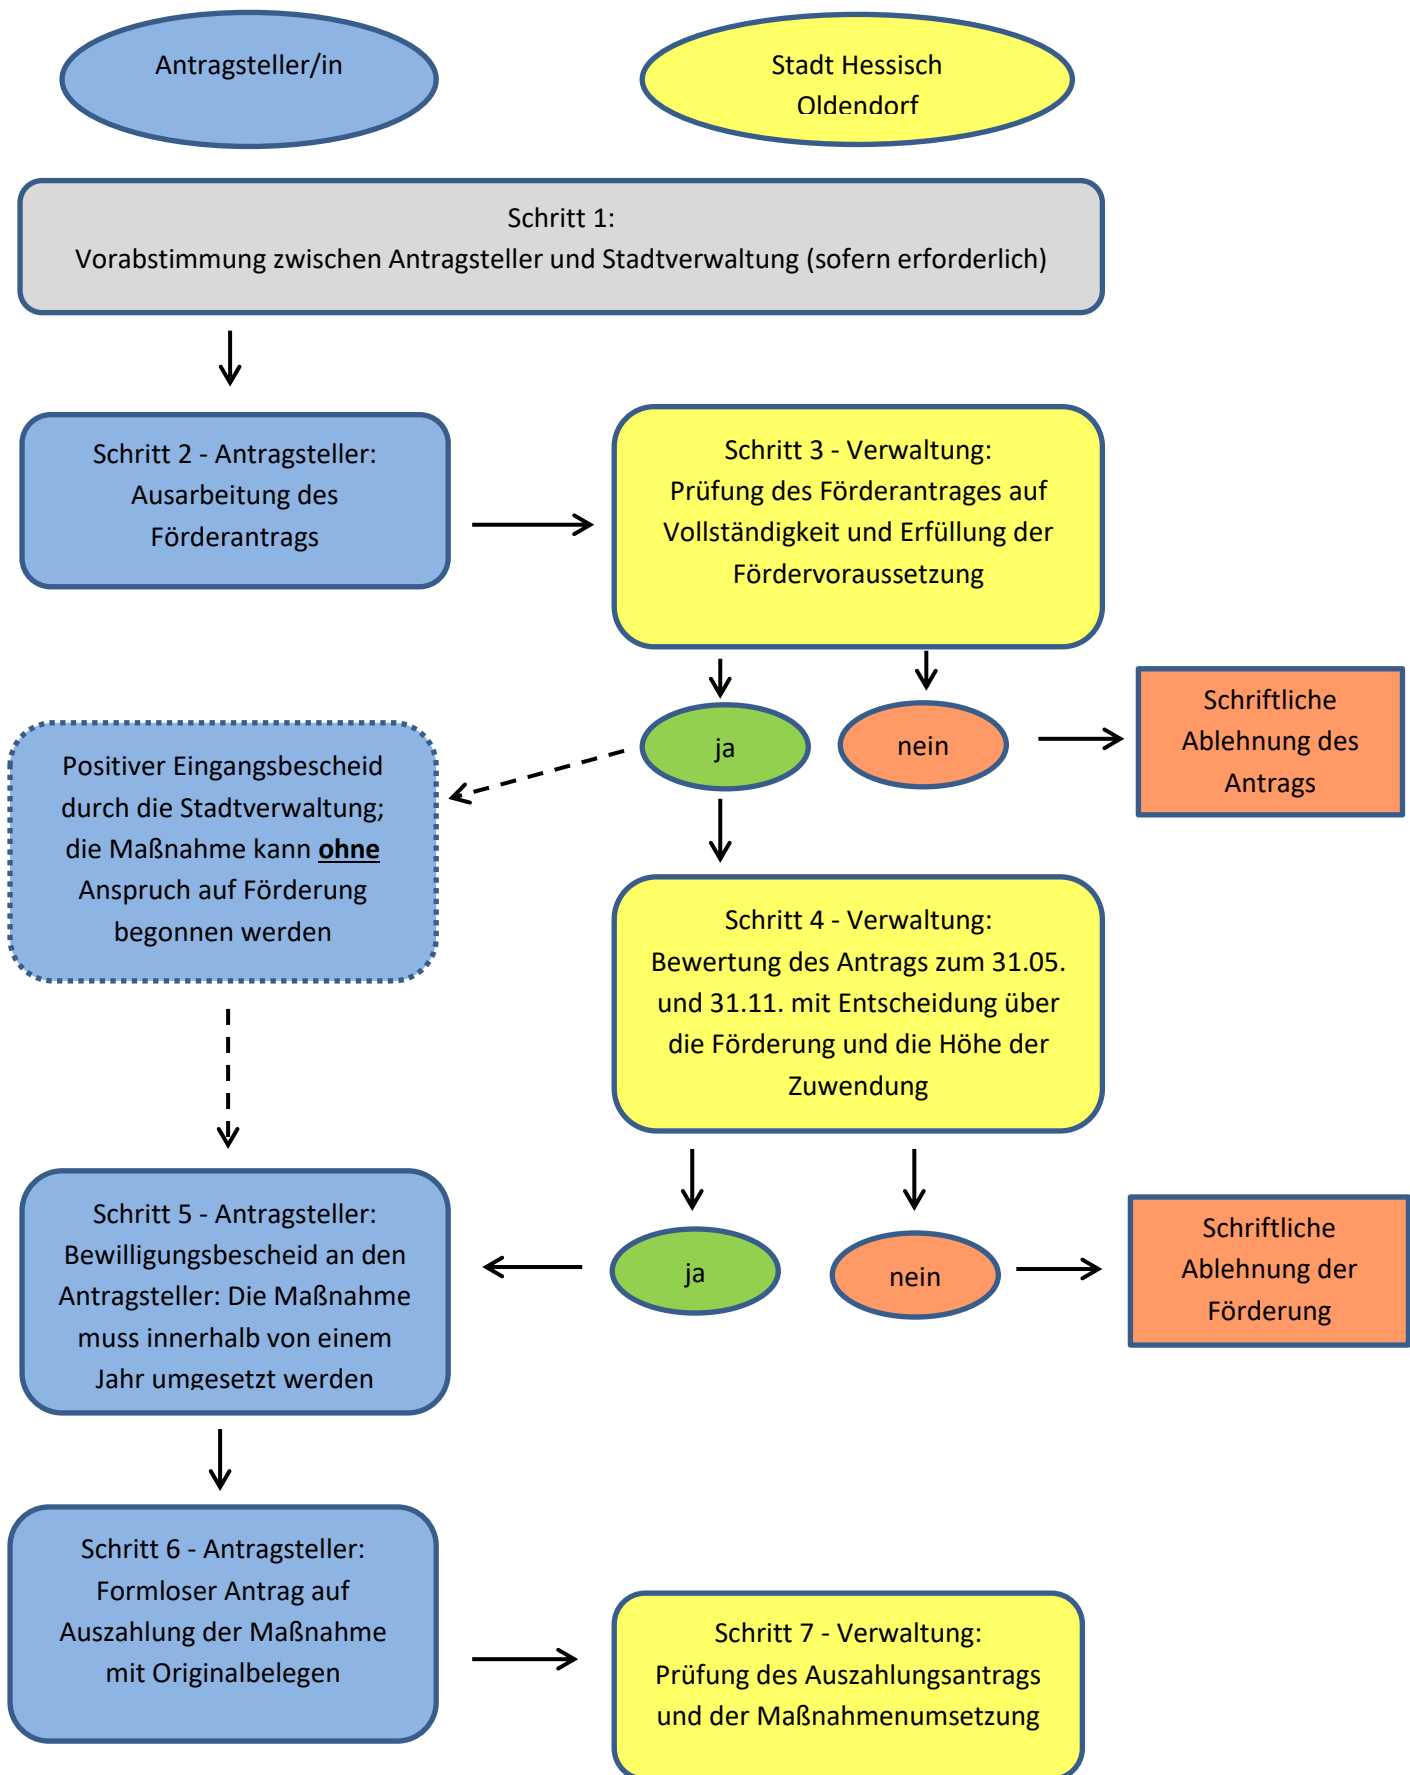 Antragsteller/in
Stadt Hessisch
Oldendorf
Schritt 1:
Vorabstimmung zwischen Antragsteller und Stadtverwaltung (sofern erforderlich)
Schritt 2 - Antragsteller:
Ausarbeitung des
Förderantrags
Schritt 3 - Verwaltung:
Prüfung des Förderantrages auf
Vollständigkeit und Erfüllung der
Fördervoraussetzung
ja
nein
Schriftliche
Ablehnung des
Antrags
Positiver Eingangsbescheid
durch die Stadtverwaltung;
die Maßnahme kann ohne
Anspruch auf Förderung
begonnen werden
Schritt 4 - Verwaltung:
Bewertung des Antrags zum 31.05.
und 31.11. mit Entscheidung über
die Förderung und die Höhe der
Zuwendung
Schritt 5 - Antragsteller:
Bewilligungsbescheid an den
Antragsteller: Die Maßnahme
muss innerhalb von einem
Jahr umgesetzt werden
ja
nein
Schriftliche
Ablehnung der
Förderung
Schritt 6 - Antragsteller:
Formloser Antrag auf
Auszahlung der Maßnahme
mit Originalbelegen
Schritt 7 - Verwaltung:
Prüfung des Auszahlungsantrags
und der Maßnahmenumsetzung